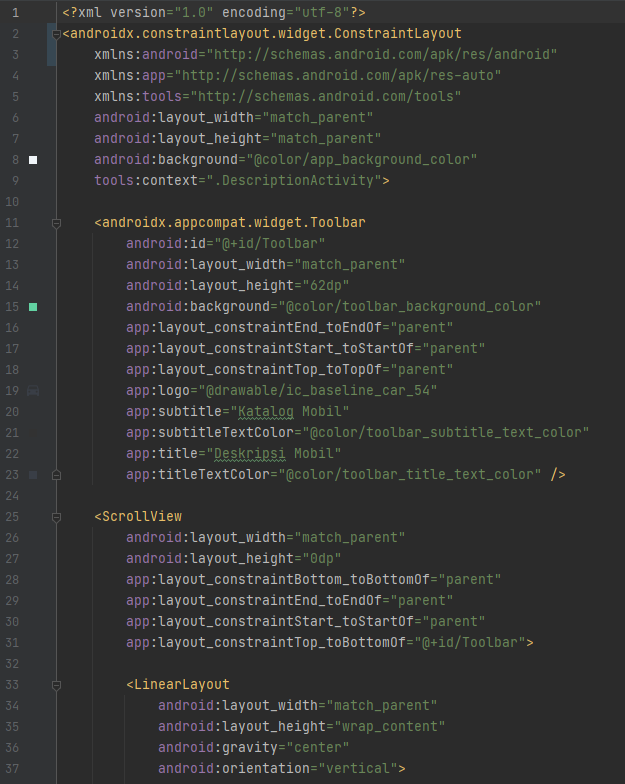 1 <?xml version="1.0" encoding="utf-8"?>
2 <androidx.constraintlayout.widget.ConstraintLayout
3     xmlns:android="http://schemas.android.com/apk/res/android"
4     xmlns:app="http://schemas.android.com/apk/res-auto"
5     xmlns:tools="http://schemas.android.com/tools"
6     android:layout_width="match_parent"
7     android:layout_height="match_parent"
8     android:background="@color/app_background_color"
9     tools:context=".DescriptionActivity">
10
11     <androidx.appcompat.widget.Toolbar
12         android:id="@+id/Toolbar"
13         android:layout_width="match_parent"
14         android:layout_height="62dp"
15         android:background="@color/toolbar_background_color"
16         app:layout_constraintEnd_toEndOf="parent"
17         app:layout_constraintStart_toStartOf="parent"
18         app:layout_constraintTop_toTopOf="parent"
19         app:logo="@drawable/ic_baseline_car_54"
20         app:subtitle="Katalog Mobil"
21         app:subtitleTextColor="@color/toolbar_subtitle_text_color"
22         app:title="Deskripsi Mobil"
23         app:titleTextColor="@color/toolbar_title_text_color" />
24
25     <ScrollView
26         android:layout_width="match_parent"
27         android:layout_height="0dp"
28         app:layout_constraintBottom_toBottomOf="parent"
29         app:layout_constraintEnd_toEndOf="parent"
30         app:layout_constraintStart_toStartOf="parent"
31         app:layout_constraintTop_toBottomOf="@+id/Toolbar">
32
33         <LinearLayout
34             android:layout_width="match_parent"
35             android:layout_height="wrap_content"
36             android:gravity="center"
37             android:orientation="vertical">